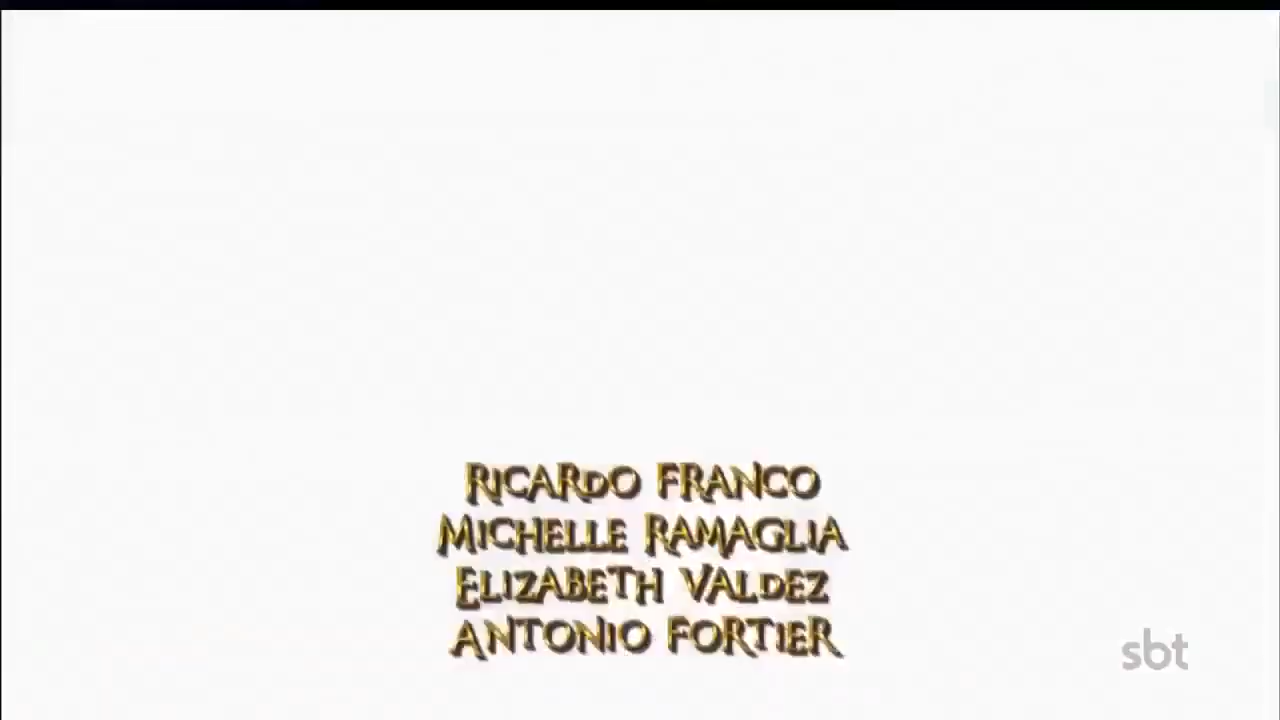 RICARDO FRANCO
MICHELLE RAMAGLIA
ELIZABETH VALDEZ
ANTONIO FORTIER
sbt